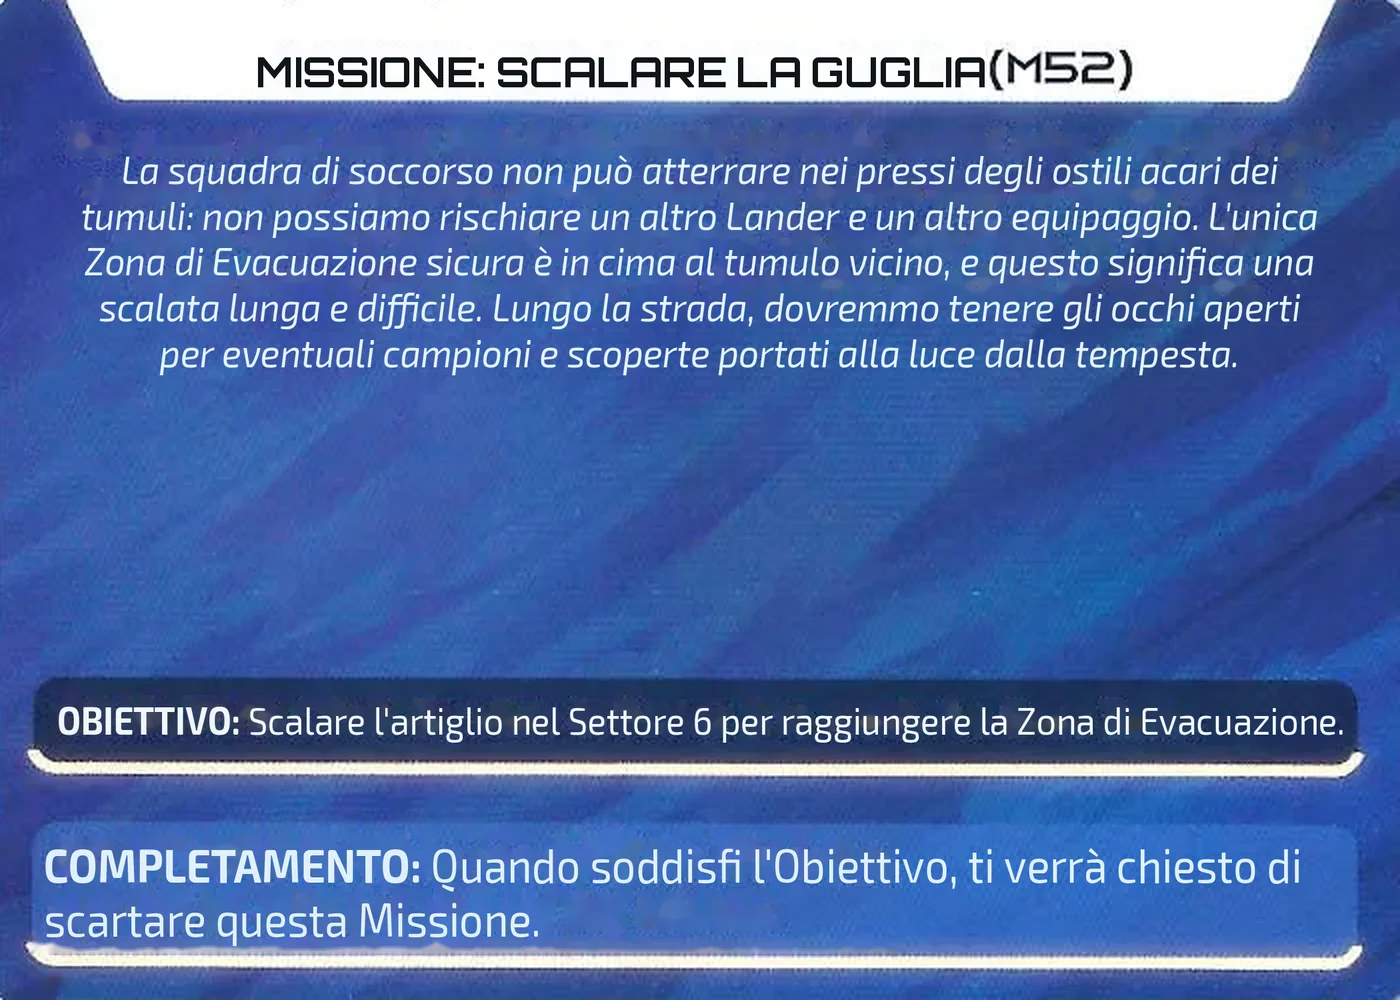 MISSIONE: SCALARE LA GUGLIA(M52)
La squadra di soccorso non può atterrare nei pressi degli ostili acari dei
tumuli: non possiamo rischiare un altro Lander e un altro equipaggio. L'unica
Zona di Evacuazione sicura è in cima al tumulo vicino, e questo significa una
scalata lunga e difficile. Lungo la strada, dovremmo tenere gli occhi aperti
per eventuali campioni e scoperte portati alla luce dalla tempesta.
OBIETTIVO: Scalare l'artiglio nel Settore 6 per raggiungere la Zona di Evacuazione.
COMPLETAMENTO: Quando soddisfi l'Obiettivo, ti verrà chiesto di
scartare questa Missione.